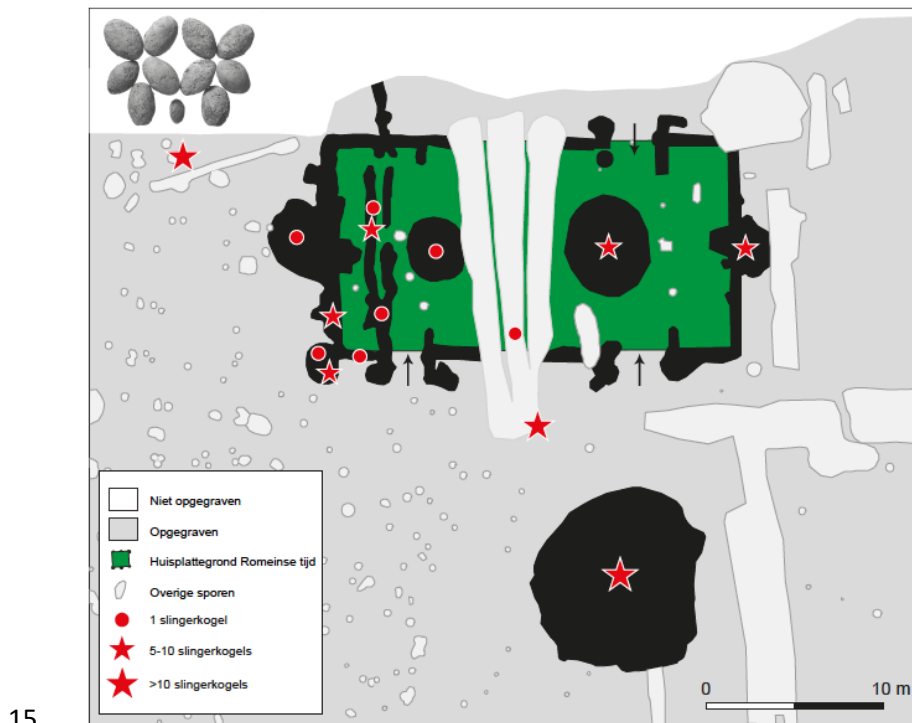 Niet opgegraven
Opgegraven
Huisplattegrond Romeinse tijd
Overige sporen
1 slingerkogel
5-10 slingerkogels
>10 slingerkogels
0 10 m
15